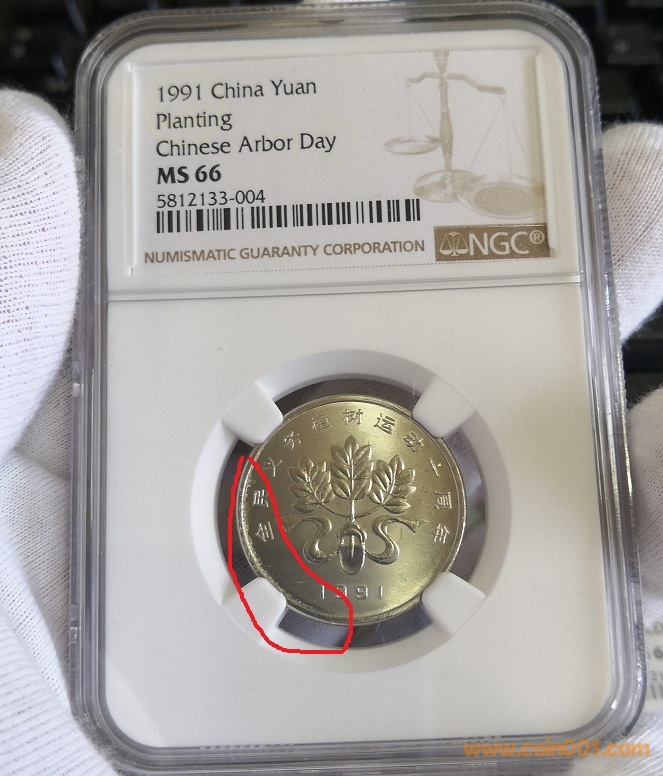 1991 China Yuan
Planting
Chinese Arbor Day
MS 66
5812133-004
NUMISMATIC GUARANTY CORPORATION
NGC®
全民义务植树运动十周年
1991
www.coin001.com